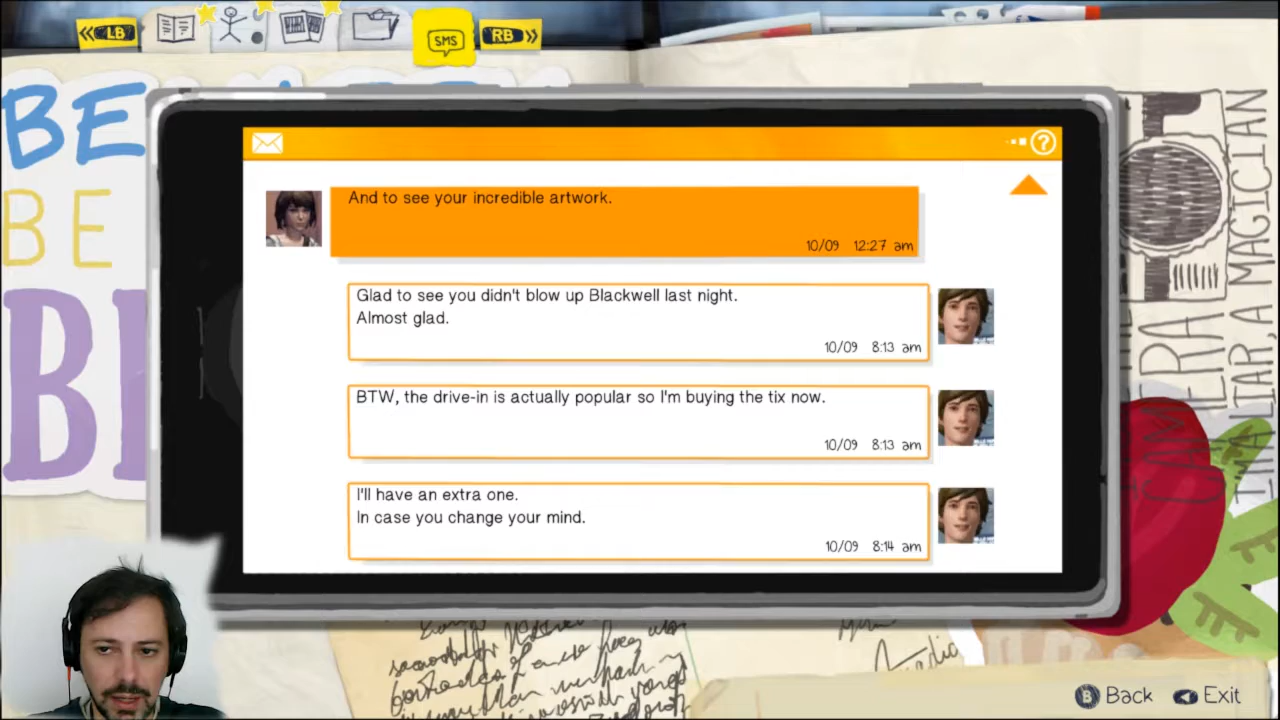 LB
SMS
RB
?
And to see your incredible artwork.
10/09 12:27 am
Glad to see you didn't blow up Blackwell last night.
Almost glad.
10/09 8:13 am
BTW, the drive-in is actually popular so I'm buying the tix now.
10/09 8:13 am
I'll have an extra one.
In case you change your mind.
10/09 8:14 am
BE
BE
CAMERA
LIAR, A MAGICIAN
B Back
Exit